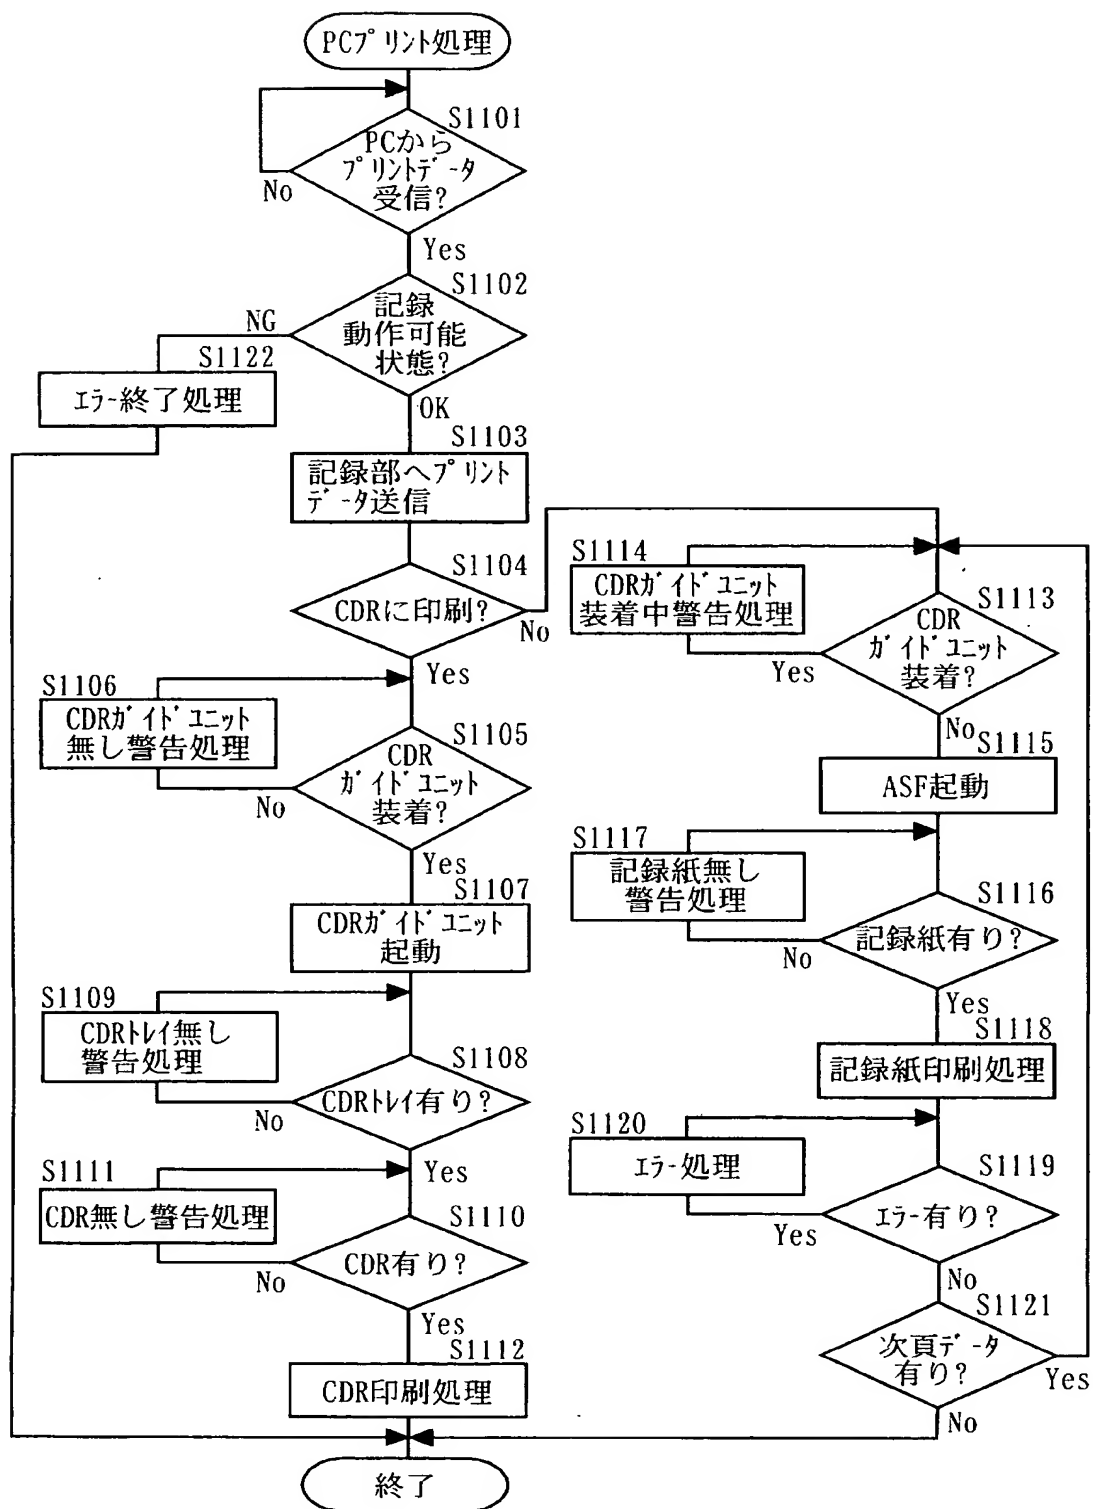 PCプリント処理
S1101
PCから
プリントデータ
受信?
No
Yes
S1102
記録
動作可能
状態?
NG
S1122
エラー終了処理
OK
S1103
記録部へプリント
データ送信
S1104
CDRに印刷?
No
Yes
S1106
CDRガイドユニット
無し警告処理
S1105
CDR
ガイドユニット
装着?
No
Yes
S1107
CDRガイドユニット
起動
S1109
CDRトレイ無し
警告処理
S1108
CDRトレイ有り?
No
Yes
S1111
CDR無し警告処理
S1110
CDR有り?
No
Yes
S1112
CDR印刷処理
S1114
CDRガイドユニット
装着中警告処理
S1113
CDR
ガイドユニット
装着?
Yes
No
S1115
ASF起動
S1117
記録紙無し
警告処理
S1116
記録紙有り?
No
Yes
S1118
記録紙印刷処理
S1120
エラー処理
S1119
エラー有り?
Yes
No
S1121
次頁データ
有り?
Yes
No
終了